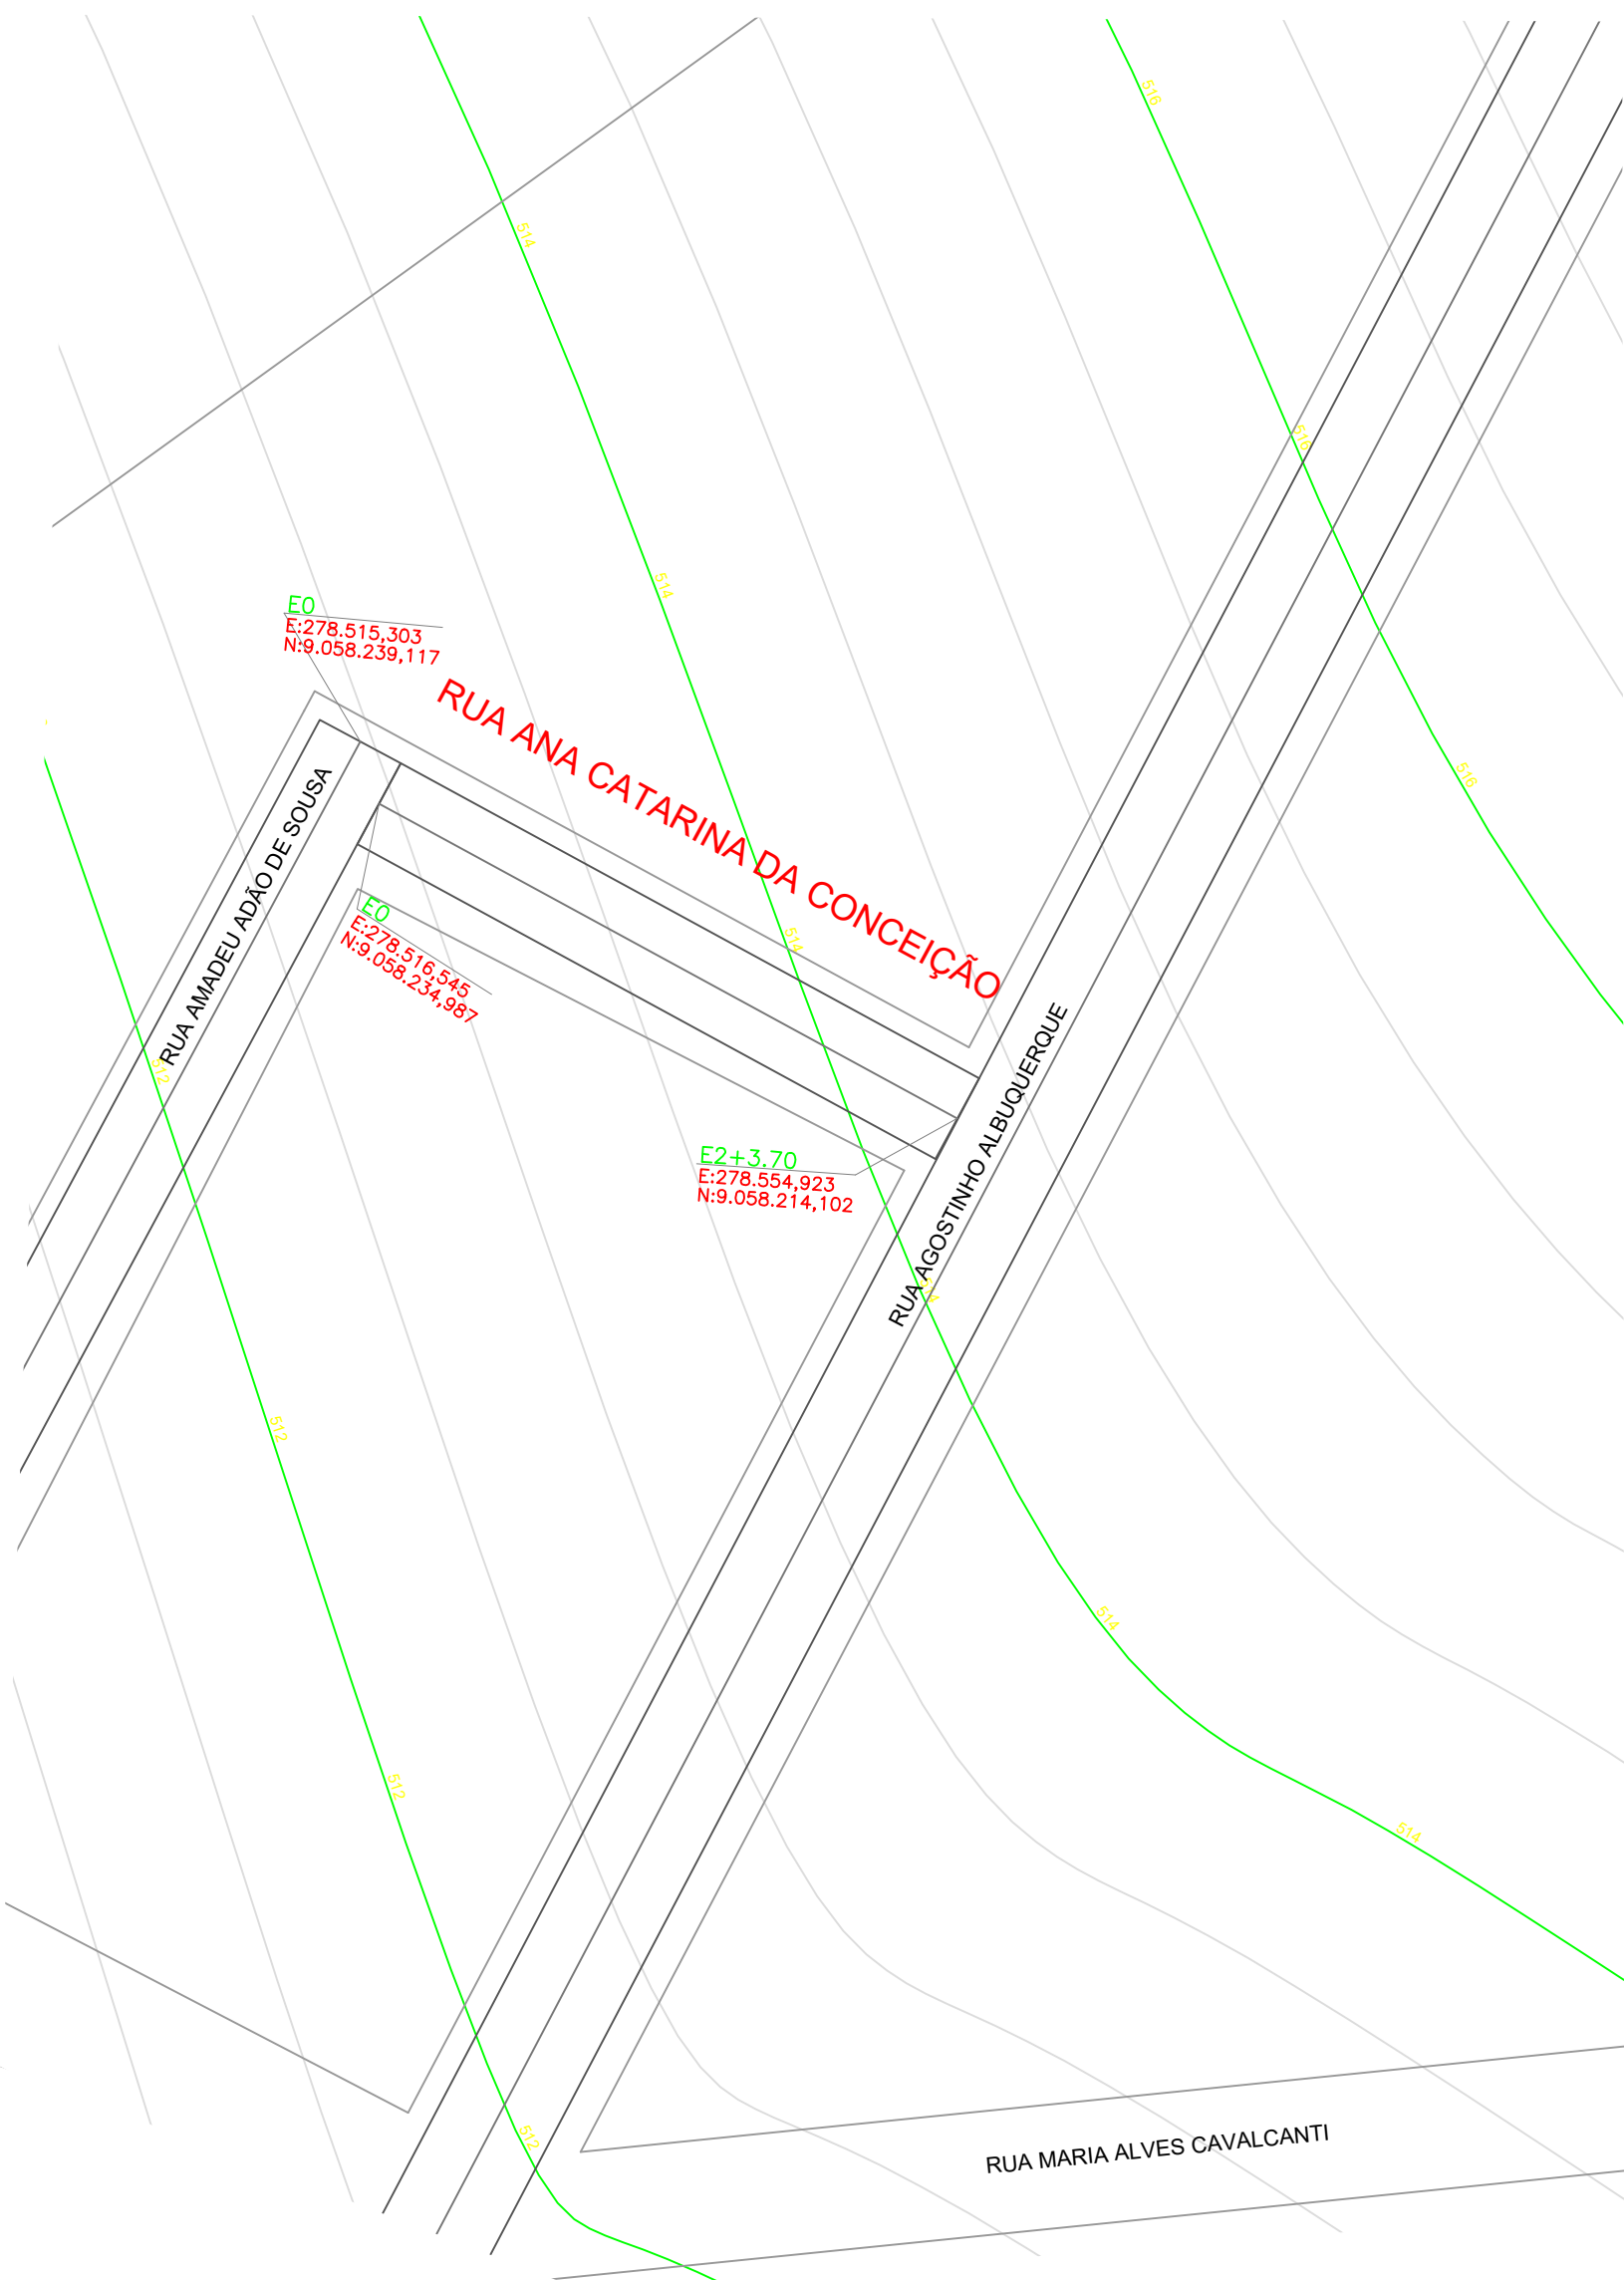 516
514
516
514
E0
E:278.515,303
N:9.058.239,117
RUA ANA CATARINA DA CONCEIÇÃO
516
RUA AMADEU ADÃO DE SOUSA
E0
E:278.516,545
N:9.058.234,987
514
512
RUA AGOSTINHO ALBUQUERQUE
E2+3.70
E:278.554,923
N:9.058.214,102
514
512
514
512
514
512
RUA MARIA ALVES CAVALCANTI